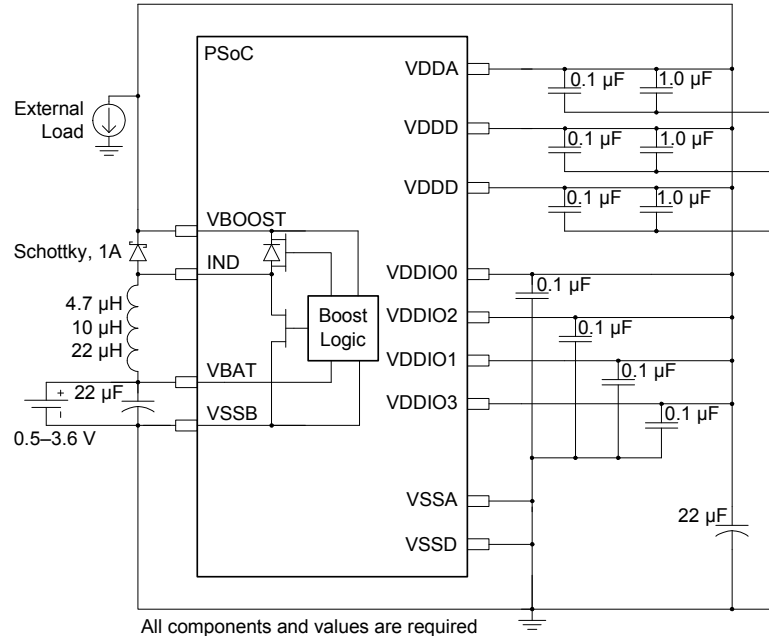 PSoC
VDDA
0.1 µF
1.0 µF
External
Load
VDDD
0.1 µF
1.0 µF
VDDD
0.1 µF
1.0 µF
VBOOST
Schottky, 1A
IND
VDDIO0
0.1 µF
4.7 µH
10 µH
22 µH
Boost
Logic
VDDIO2
0.1 µF
VDDIO1
0.1 µF
VBAT
22 µF
+
VSSB
VDDIO3
0.1 µF
0.5–3.6 V
VSSA
22 µF
VSSD
All components and values are required